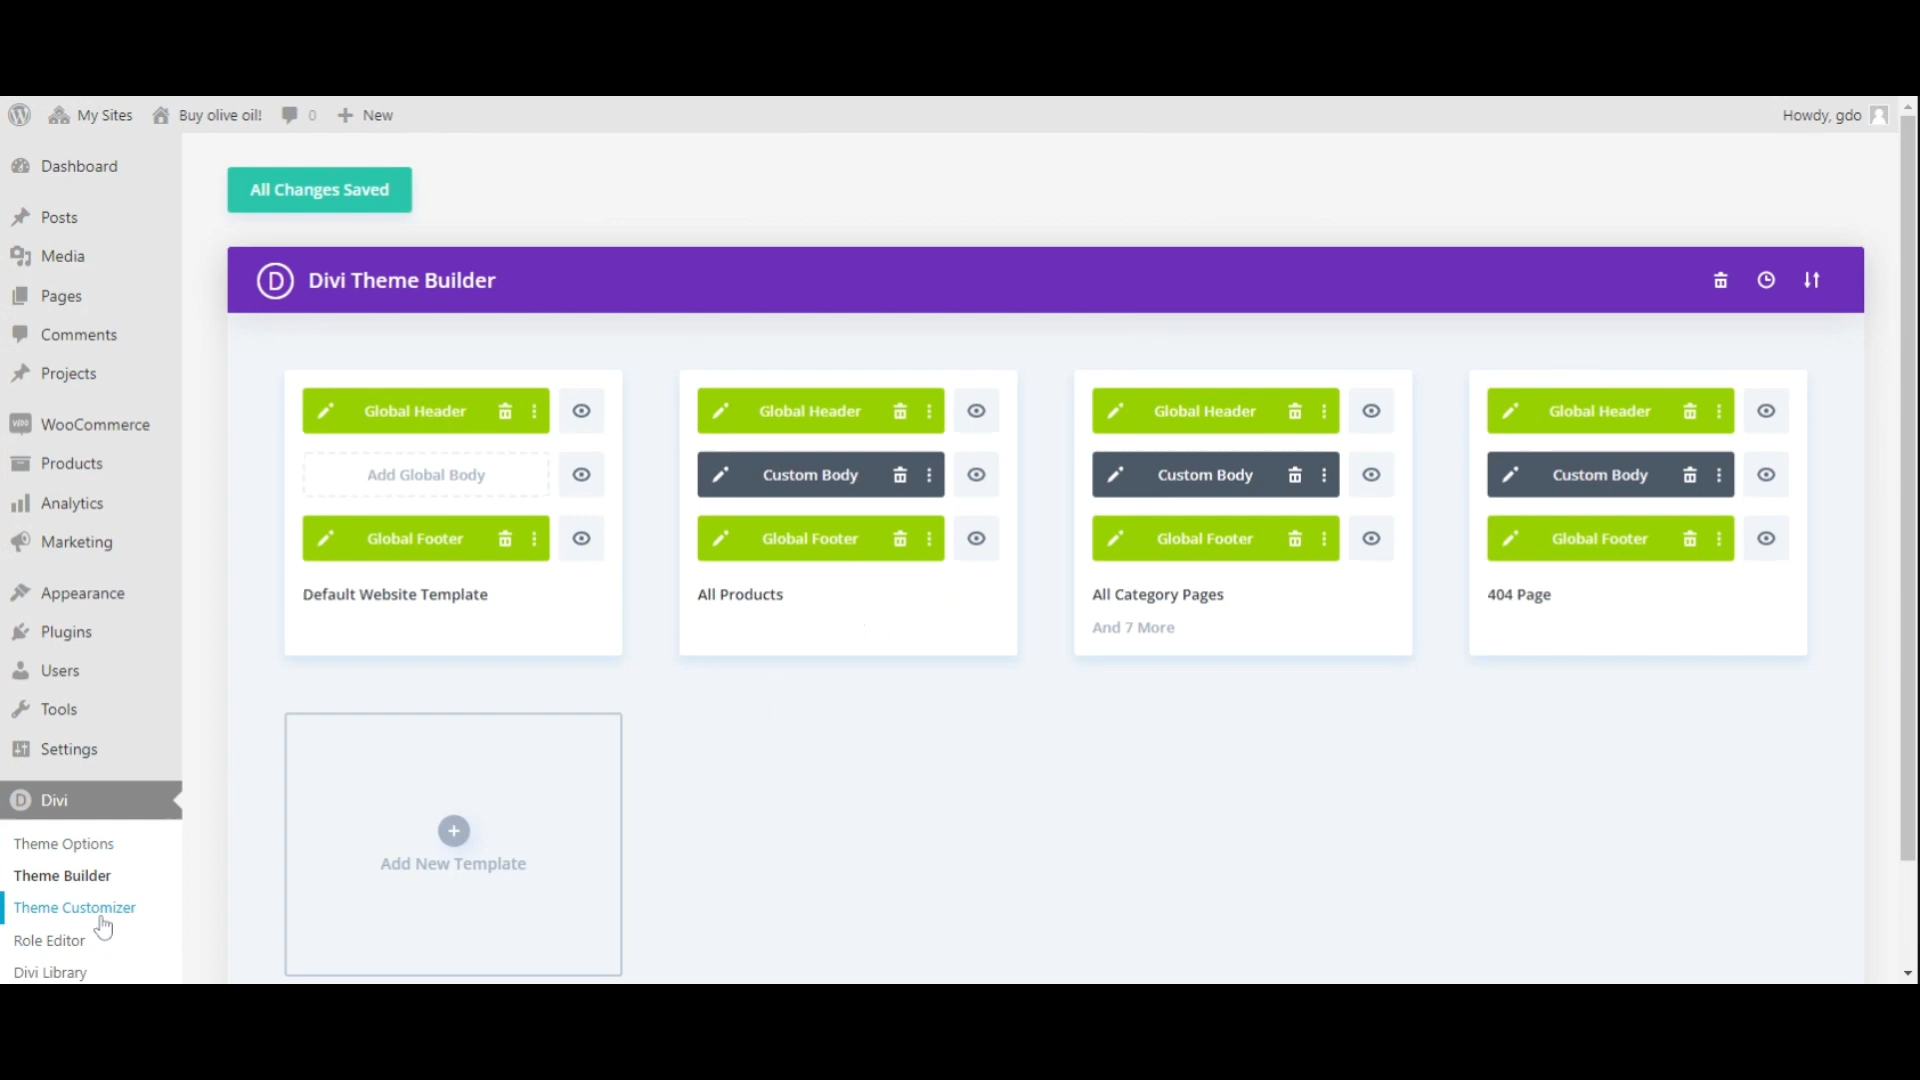 My Sites
Buy olive oil!
0
New
Howdy, gdo
Dashboard
Posts
Media
Pages
Comments
Projects
WooCommerce
Products
Analytics
Marketing
Appearance
Plugins
Users
Tools
Settings
Divi
Theme Options
Theme Builder
Theme Customizer
Role Editor
Divi Library
All Changes Saved
D Divi Theme Builder
Global Header
Add Global Body
Global Footer
Default Website Template
Global Header
Custom Body
Global Footer
All Products
Global Header
Custom Body
Global Footer
All Category Pages
And 7 More
Global Header
Custom Body
Global Footer
404 Page
Add New Template